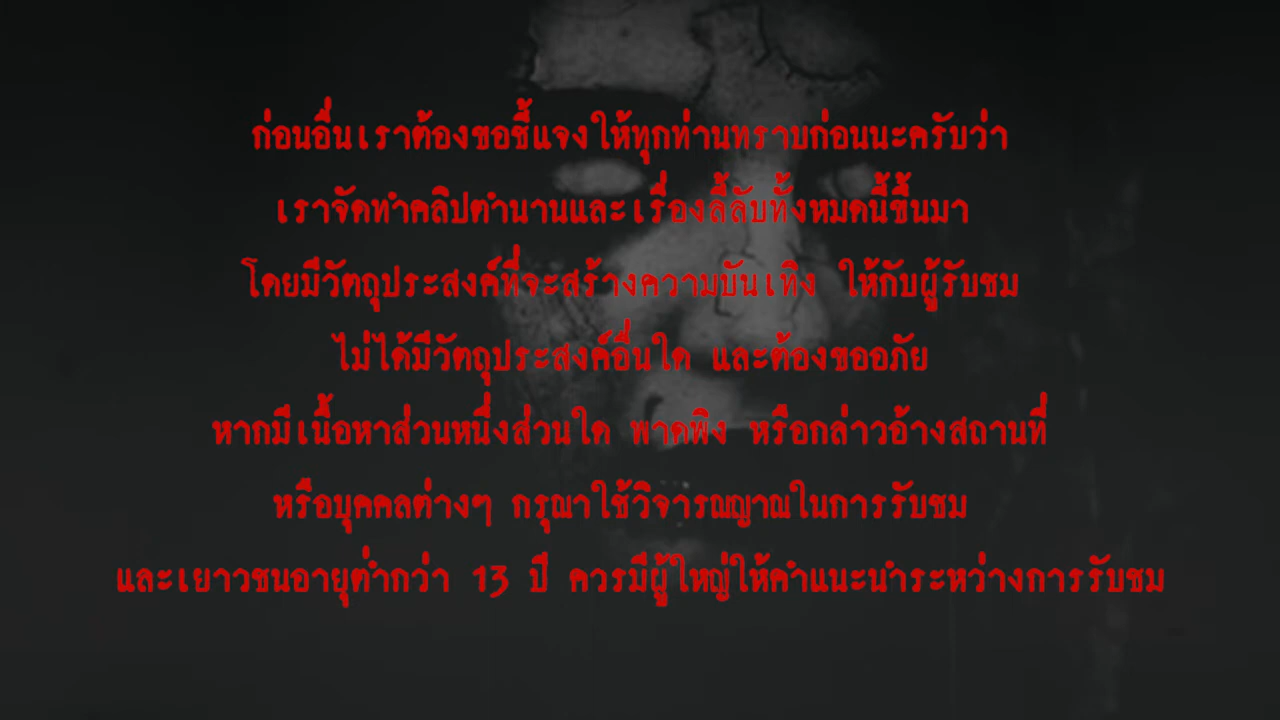 ก่อนอื่นเราต้องขอชี้แจงให้ทุกท่านทราบก่อนนะครับว่า
เราจัดทำคลิปตำนานและเรื่องลี้ลับทั้งหมดนี้ขึ้นมา
โดยมีวัตถุประสงค์ที่จะสร้างความบันเทิง ให้กับผู้รับชม
ไม่ได้มีวัตถุประสงค์อื่นใด และต้องขออภัย
หากมีเนื้อหาส่วนหนึ่งส่วนใด พาดพิง หรือกล่าวอ้างสถานที่
หรือบุคคลต่างๆ กรุณาใช้วิจารณญาณในการรับชม
และเยาวชนอายุต่ำกว่า 13 ปี ควรมีผู้ใหญ่ให้คำแนะนำระหว่างการรับชม